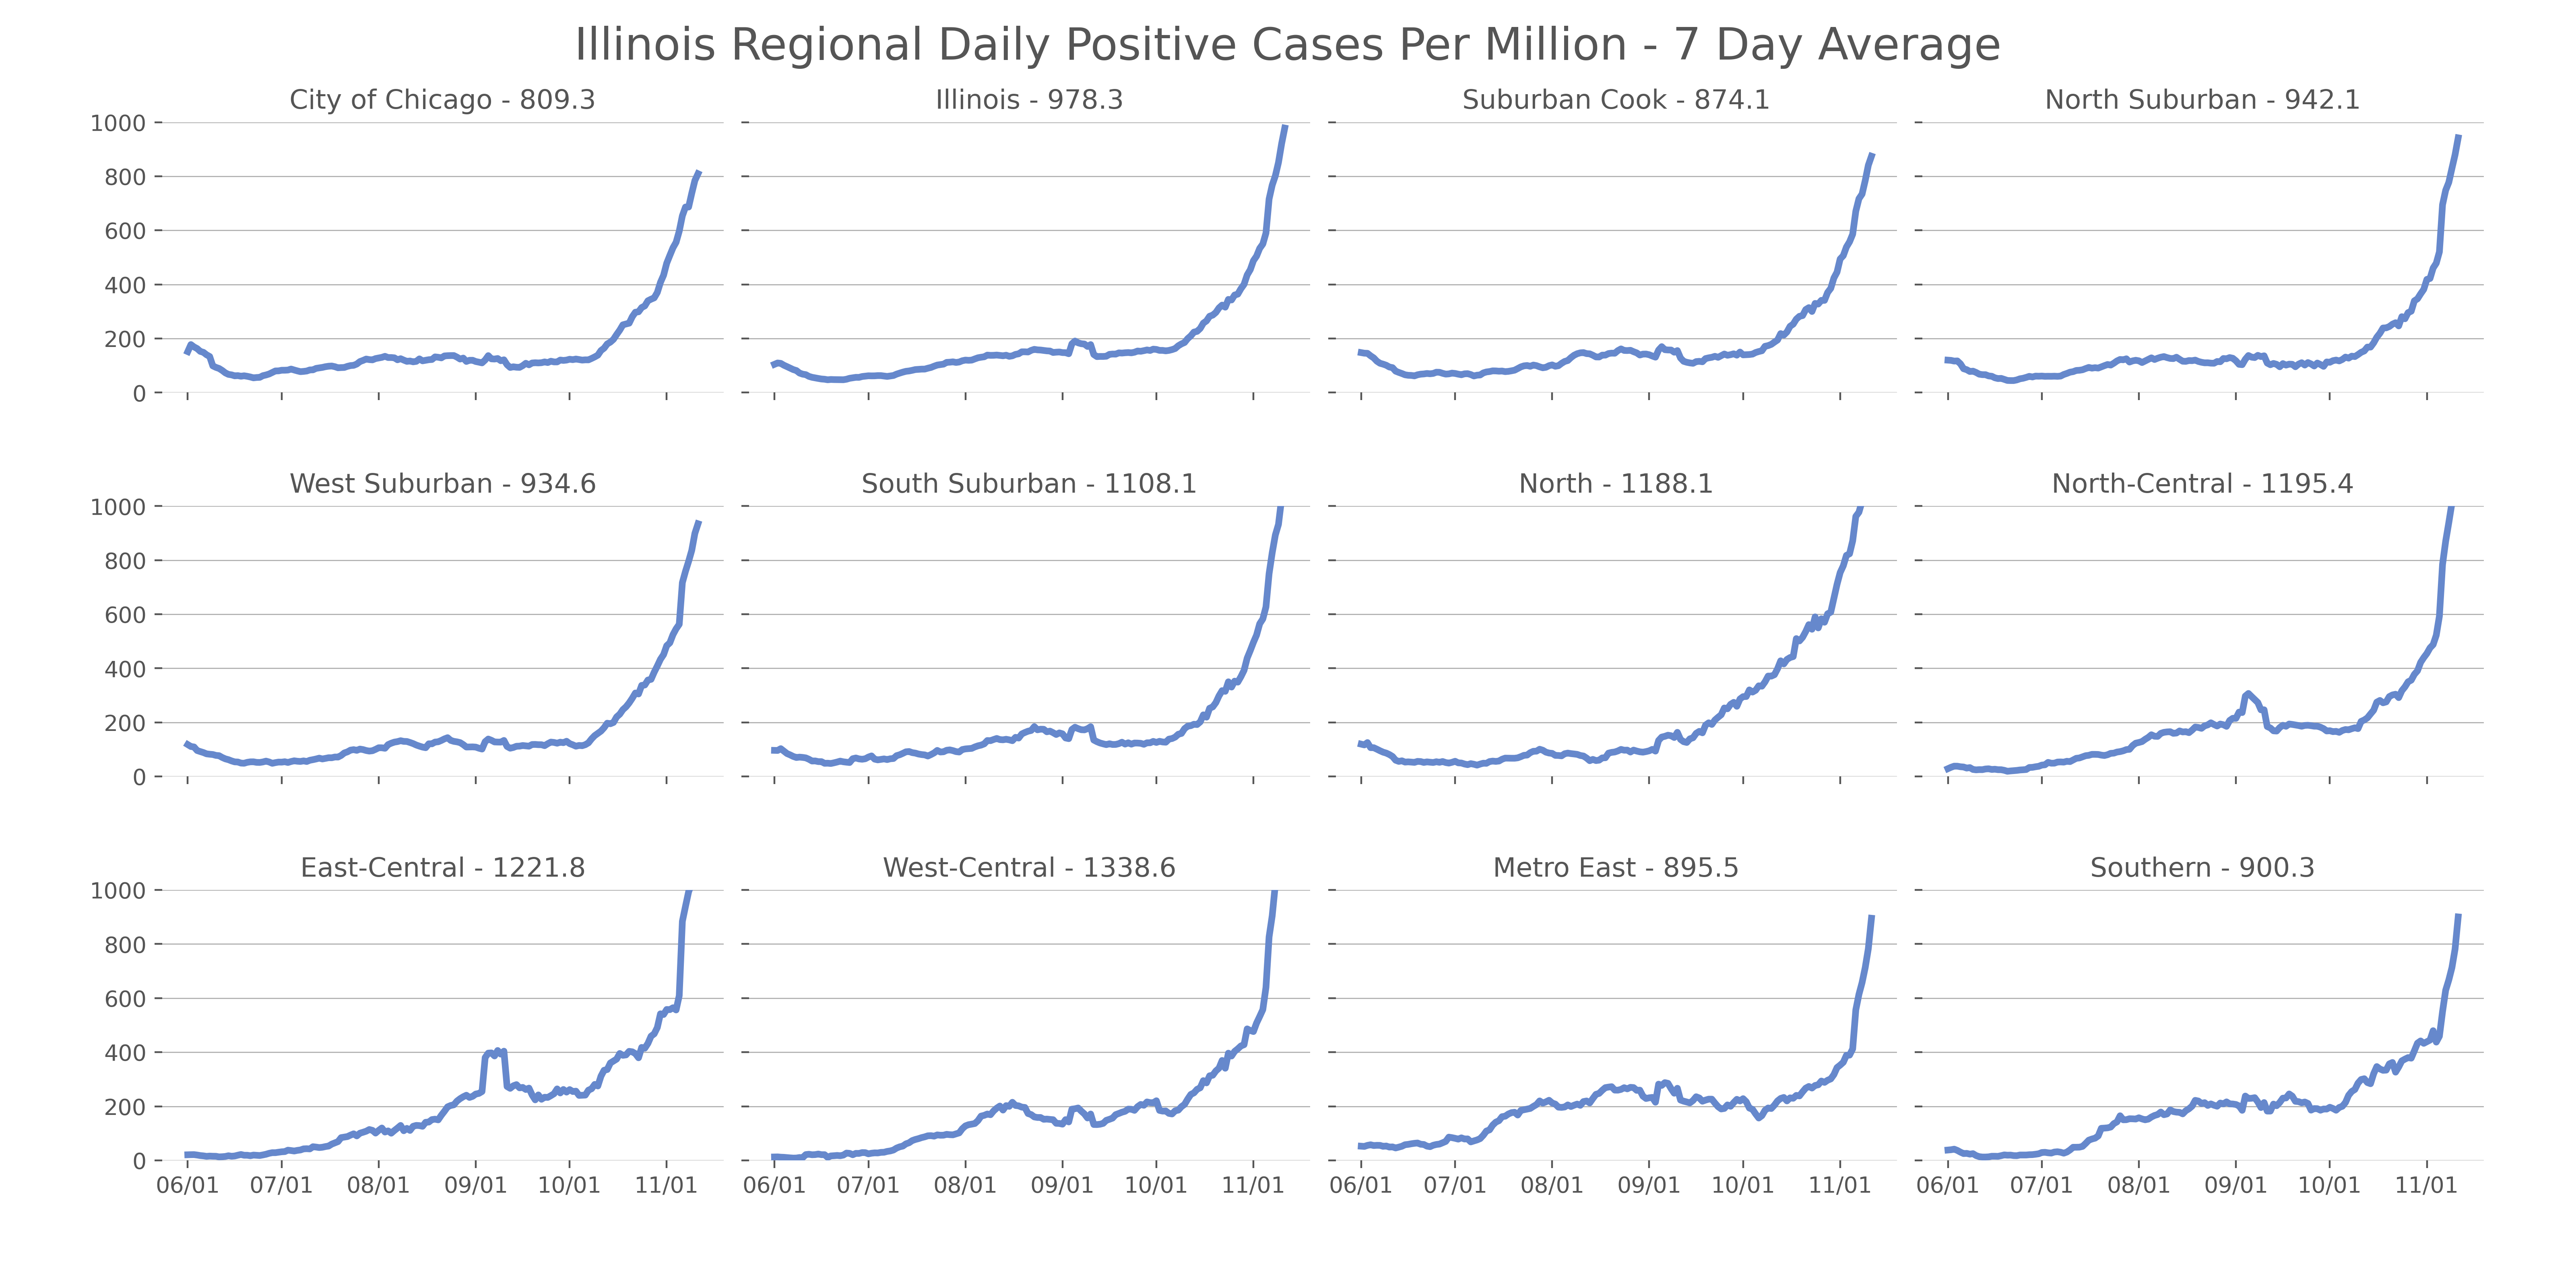 Illinois Regional Daily Positive Cases Per Million - 7 Day Average
City of Chicago - 809.3
Illinois - 978.3
Suburban Cook - 874.1
North Suburban - 942.1
1000
800
600
400
200
0
West Suburban - 934.6
South Suburban - 1108.1
North - 1188.1
North-Central - 1195.4
1000
800
600
400
200
0
East-Central - 1221.8
West-Central - 1338.6
Metro East - 895.5
Southern - 900.3
1000
800
600
400
200
0
06/01 07/01 08/01 09/01 10/01 11/01
06/01 07/01 08/01 09/01 10/01 11/01
06/01 07/01 08/01 09/01 10/01 11/01
06/01 07/01 08/01 09/01 10/01 11/01